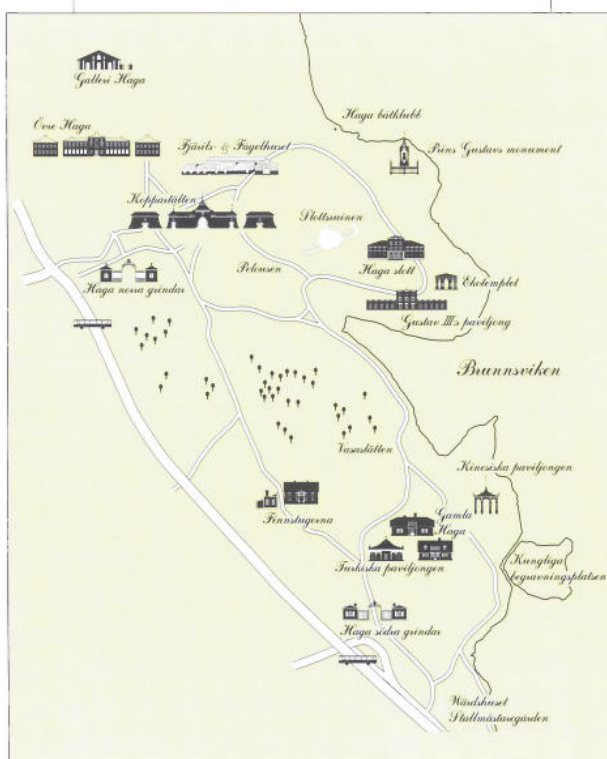 Galleri Haga
Haga båtklubb
Övre Haga
Fjärils- & Fågelhuset
Prins Gustavs monument
Koppartälten
Slottsruinen
Haga slott
Pelousen
Haga norra grindar
Ekotemplet
Gustav III:s paviljong
Brunnsviken
Vasaslätten
Kinesiska paviljongen
Finnstugorna
Gamla
Haga
Kungliga
begravningsplatsen
Turkiska paviljongen
Haga södra grindar
Wärdshuset
Stallmästaregården